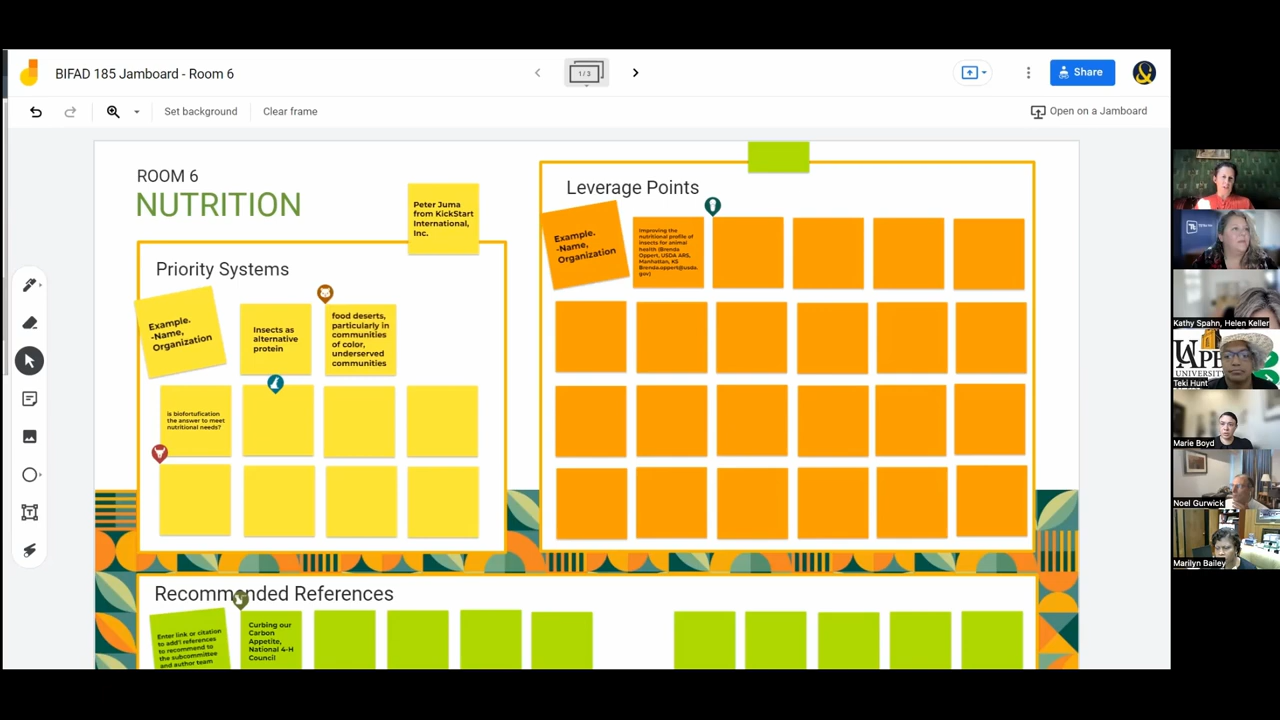 BIFAD 185 Jamboard - Room 6
1/3
Share
Set background
Clear frame
Open on a Jamboard
ROOM 6
NUTRITION
Peter Juma
from KickStart
International,
Inc.
Priority Systems
Example.
-Name,
Organization
Insects as
alternative
protein
food deserts,
particularly in
communities
of color,
underserved
communities
is biofortufication
the answer to meet
nutritional needs?
Leverage Points
Example.
-Name,
Organization
Improving the
nutritional profile of
insects for animal
health (Brenda
Oppert, USDA ARS,
Manhattan, KS
Brenda.oppert@usda.
gov)
Recommended References
Enter link or citation
to add'l references
to recommend to
the subcommittee
and author team
Curbing our
Carbon
Appetite,
National 4-H
Council
Kathy Spahn, Helen Keller
UNIVERSITY
Teki Hunt
Marie Boyd
Noel Gurwick
Marilyn Bailey